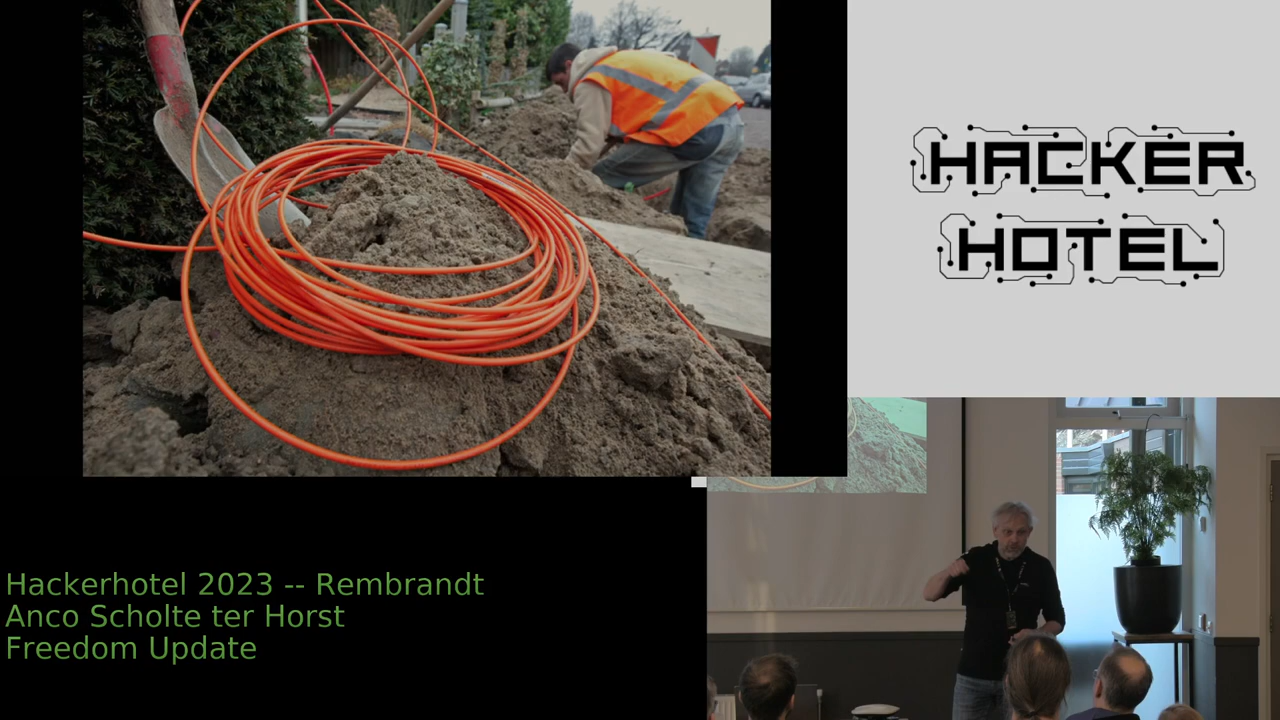 HACKER
HOTEL
Hackerhotel 2023 -- Rembrandt
Anco Scholte ter Horst
Freedom Update